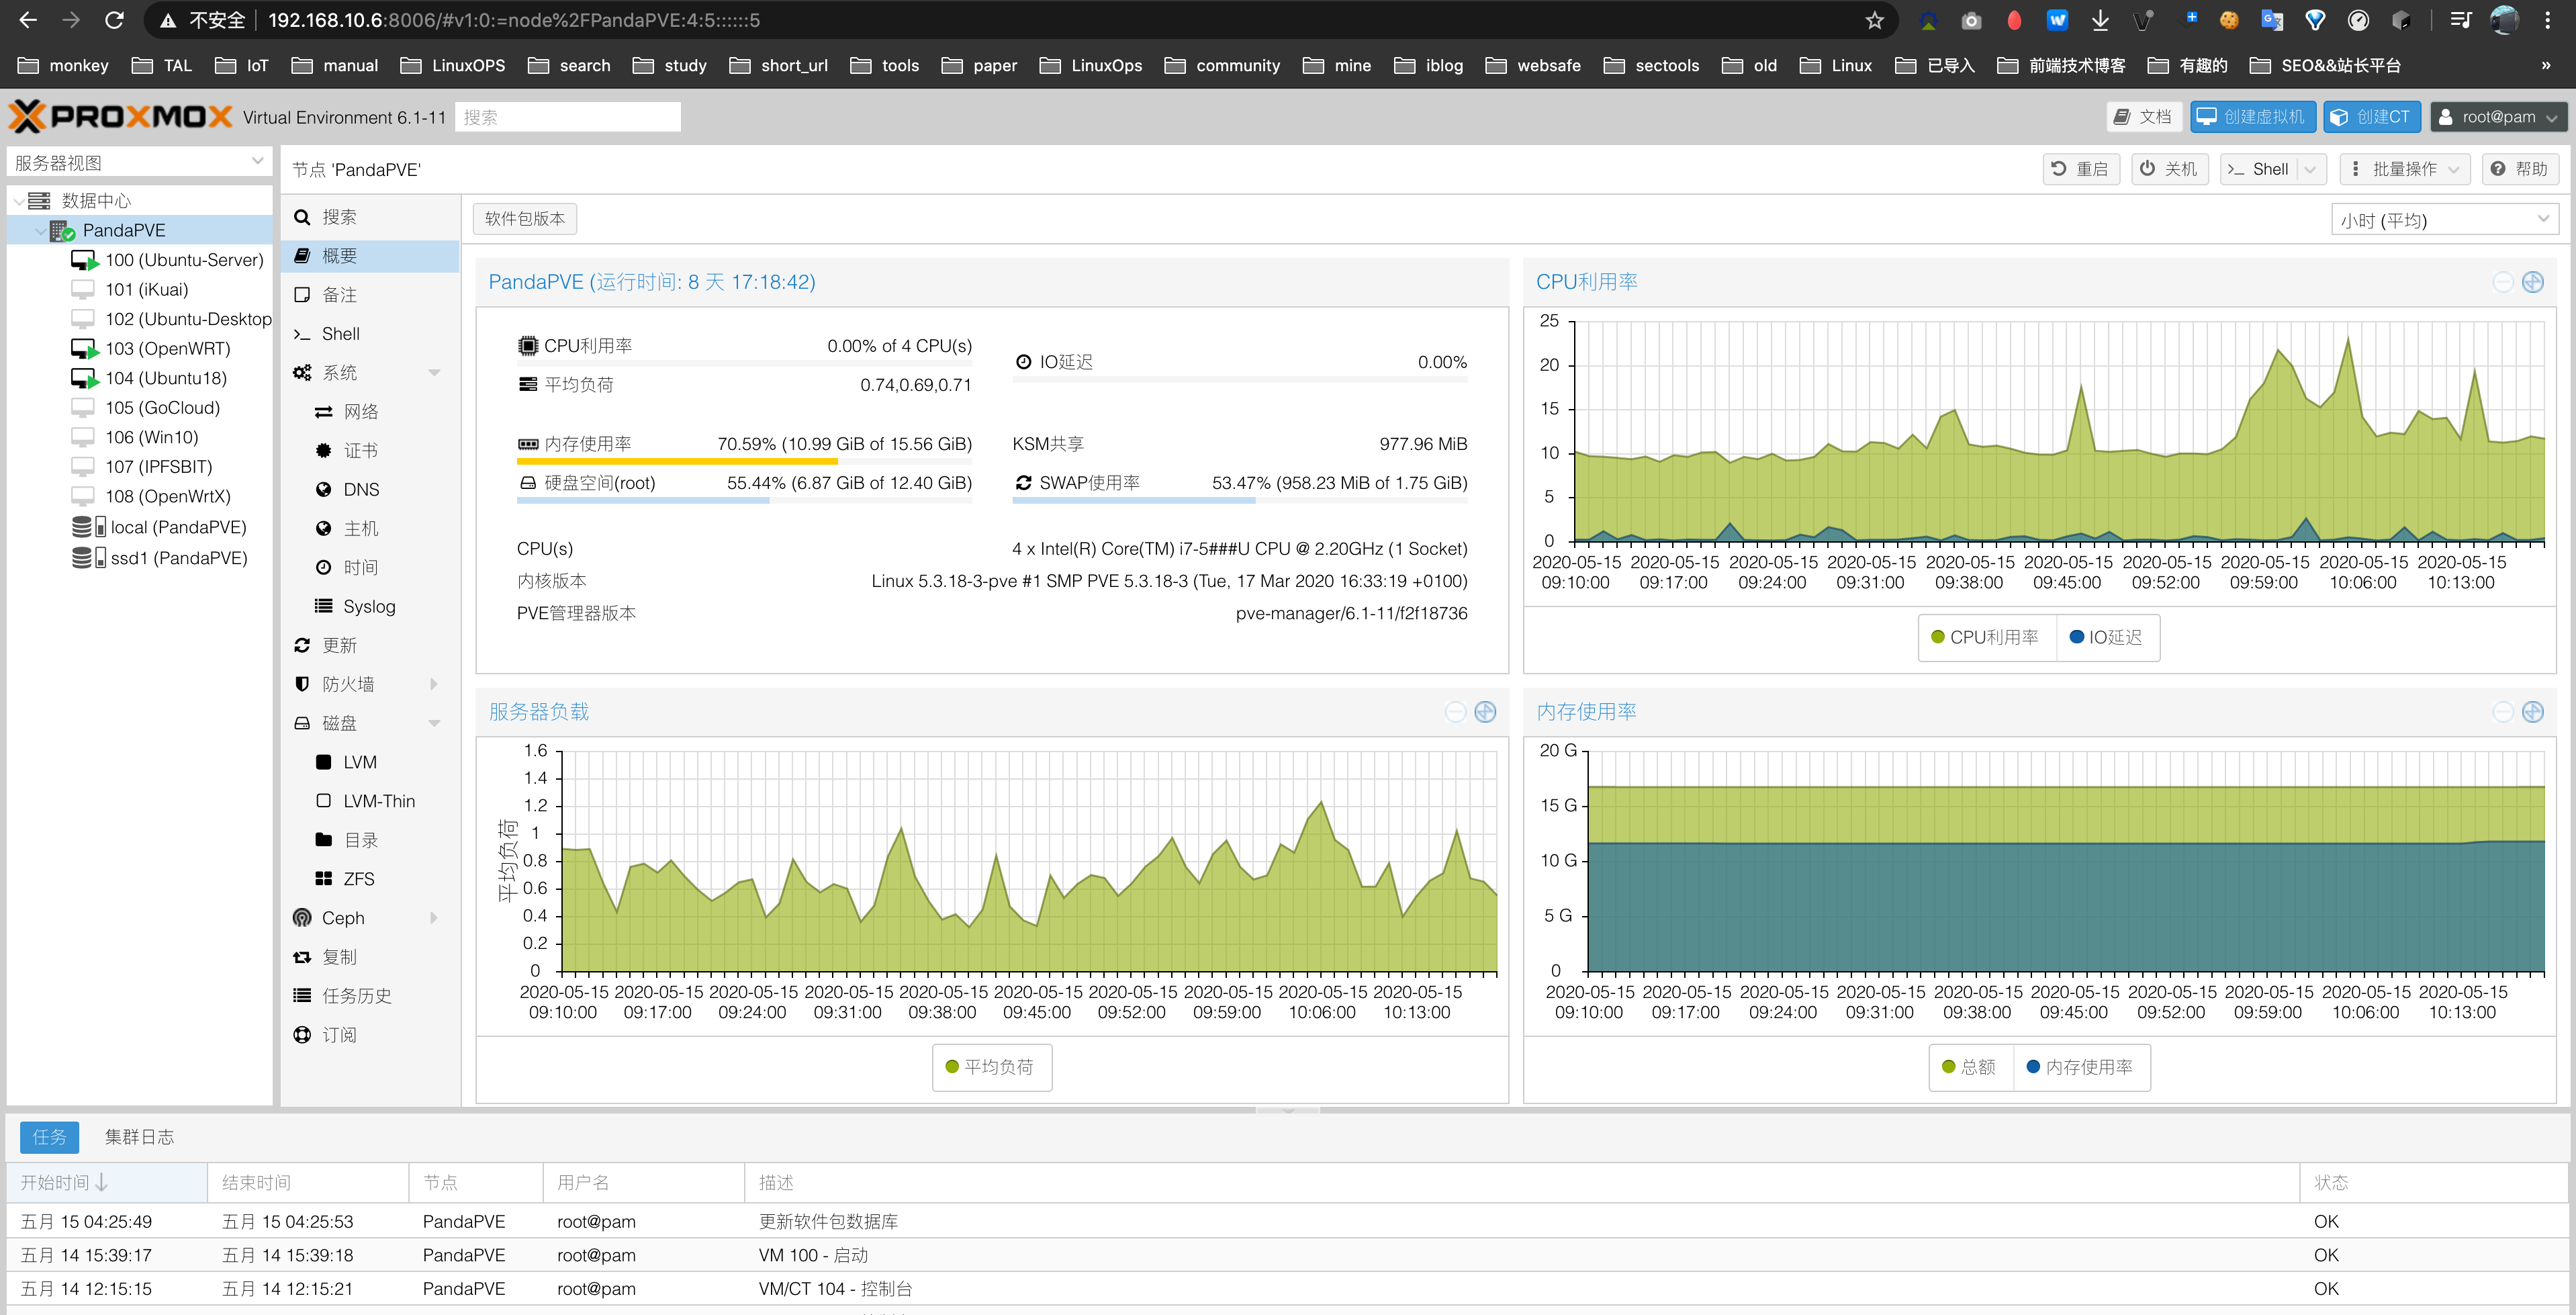 不安全 192.168.10.6:8006/#v1:0:=node%2FPandaPVE:4:5::::::5
monkey TAL IoT manual LinuxOPS search study short_url tools paper LinuxOps community mine iblog websafe sectools old Linux 已导入 前端技术博客 有趣的 SEO&&站长平台 »
PROXMOX Virtual Environment 6.1-11 搜索 文档 创建虚拟机 创建CT root@pam
服务器视图
数据中心
PandaPVE
100 (Ubuntu-Server)
101 (iKuai)
102 (Ubuntu-Desktop
103 (OpenWRT)
104 (Ubuntu18)
105 (GoCloud)
106 (Win10)
107 (IPFSBIT)
108 (OpenWrtX)
local (PandaPVE)
ssd1 (PandaPVE)
节点 'PandaPVE' 重启 关机 Shell 批量操作 帮助
搜索
概要
备注
Shell
系统
网络
证书
DNS
主机
时间
Syslog
更新
防火墙
磁盘
LVM
LVM-Thin
目录
ZFS
Ceph
复制
任务历史
订阅
软件包版本 小时 (平均)
PandaPVE (运行时间: 8 天 17:18:42)
CPU利用率 0.00% of 4 CPU(s)
IO延迟 0.00%
平均负荷 0.74,0.69,0.71
内存使用率 70.59% (10.99 GiB of 15.56 GiB)
KSM共享 977.96 MiB
硬盘空间(root) 55.44% (6.87 GiB of 12.40 GiB)
SWAP使用率 53.47% (958.23 MiB of 1.75 GiB)
CPU(s) 4 x Intel(R) Core(TM) i7-5###U CPU @ 2.20GHz (1 Socket)
内核版本 Linux 5.3.18-3-pve #1 SMP PVE 5.3.18-3 (Tue, 17 Mar 2020 16:33:19 +0100)
PVE管理器版本 pve-manager/6.1-11/f2f18736
CPU利用率
25
20
15
10
5
0
2020-05-15 2020-05-15 2020-05-15 2020-05-15 2020-05-15 2020-05-15 2020-05-15 2020-05-15 2020-05-15 2020-05-15
09:10:00 09:17:00 09:24:00 09:31:00 09:38:00 09:45:00 09:52:00 09:59:00 10:06:00 10:13:00
CPU利用率 IO延迟
服务器负载
平均负荷
1.6
1.4
1.2
1
0.8
0.6
0.4
0.2
0
2020-05-15 2020-05-15 2020-05-15 2020-05-15 2020-05-15 2020-05-15 2020-05-15 2020-05-15 2020-05-15 2020-05-15
09:10:00 09:17:00 09:24:00 09:31:00 09:38:00 09:45:00 09:52:00 09:59:00 10:06:00 10:13:00
平均负荷
内存使用率
20 G
15 G
10 G
5 G
0
2020-05-15 2020-05-15 2020-05-15 2020-05-15 2020-05-15 2020-05-15 2020-05-15 2020-05-15 2020-05-15 2020-05-15
09:10:00 09:17:00 09:24:00 09:31:00 09:38:00 09:45:00 09:52:00 09:59:00 10:06:00 10:13:00
总额 内存使用率
任务 集群日志
开始时间 结束时间 节点 用户名 描述 状态
五月 15 04:25:49 五月 15 04:25:53 PandaPVE root@pam 更新软件包数据库 OK
五月 14 15:39:17 五月 14 15:39:18 PandaPVE root@pam VM 100 - 启动 OK
五月 14 12:15:15 五月 14 12:15:21 PandaPVE root@pam VM/CT 104 - 控制台 OK